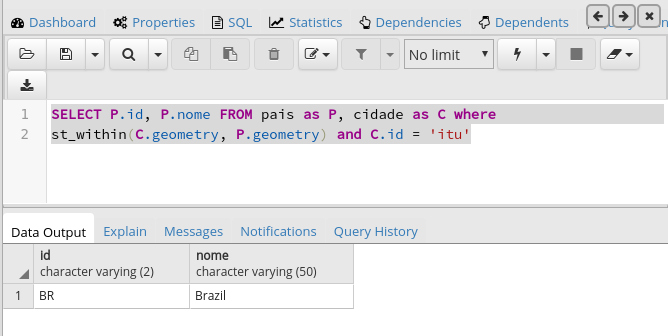 Dashboard Properties SQL Statistics Dependencies Dependents
No limit
1 SELECT P.id, P.nome FROM pais as P, cidade as C where
2 st_within(C.geometry, P.geometry) and C.id = 'itu'
Data Output Explain Messages Notifications Query History
id nome
character varying (2) character varying (50)
1 BR Brazil